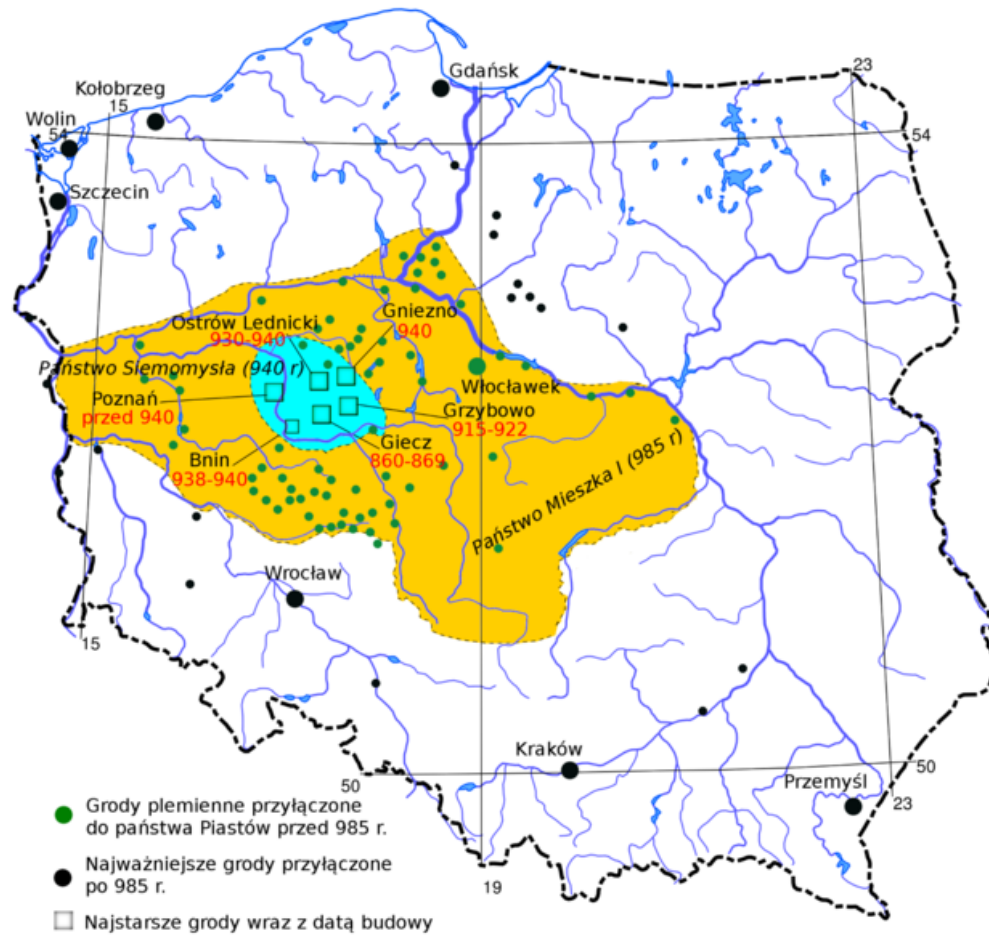 Gdańsk
23
Kołobrzeg
15
Wolin
54
54
Szczecin
Gniezno
940
Ostrów Lednicki
930-940
Państwo Siemomysła (940 r)
Włocławek
Poznań
przed 940
Grzybowo
915-922
Giecz
860-869
Bnin
938-940
Państwo Mieszka I (985 r)
Wrocław
15
Kraków
50
50
Przemyśl
23
19
Grody plemienne przyłączone
do państwa Piastów przed 985 r.
Najważniejsze grody przyłączone
po 985 r.
Najstarsze grody wraz z datą budowy